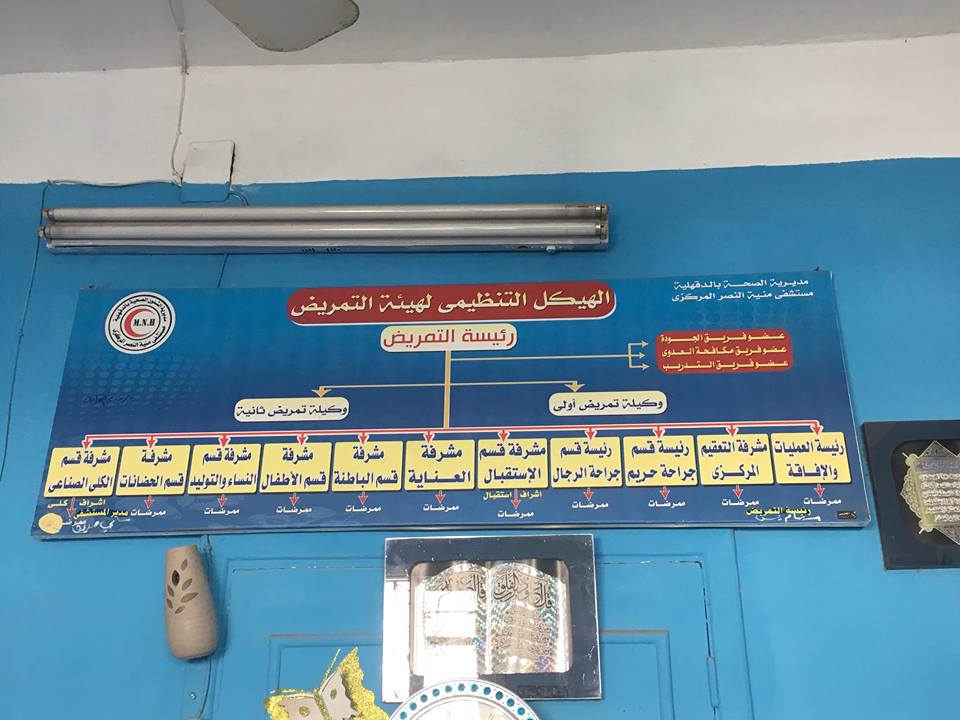 مديرية الصحة بالدقهلية
مستشفى منية النصر المركزى
الهيكل التنظيمى لهيئة التمريض
M.N.H
رئيسة التمريض
عضو فريق الجودة
عضو فريق مكافحة العدوى
عضو فريق التدريب
وكيلة تمريض أولى
وكيلة تمريض ثانية
رئيسة العمليات
والإفاقة
ممرضات
مشرفة التعقيم
المركزى
ممرضات
رئيسة قسم
جراحة حريم
ممرضات
رئيسة قسم
جراحة الرجال
ممرضات
مشرفة قسم
الإستقبال
اشراف استقبال
ممرضات
مشرفة
العناية
ممرضات
مشرفة
قسم الباطنة
ممرضات
مشرفة
قسم الأطفال
ممرضات
مشرفة قسم
النساء والتوليد
ممرضات
مشرفة
قسم الحضانات
ممرضات
مشرفة قسم
الكلى الصناعى
اشراف كلى
رئيسة التمريض
مدير المستشفى